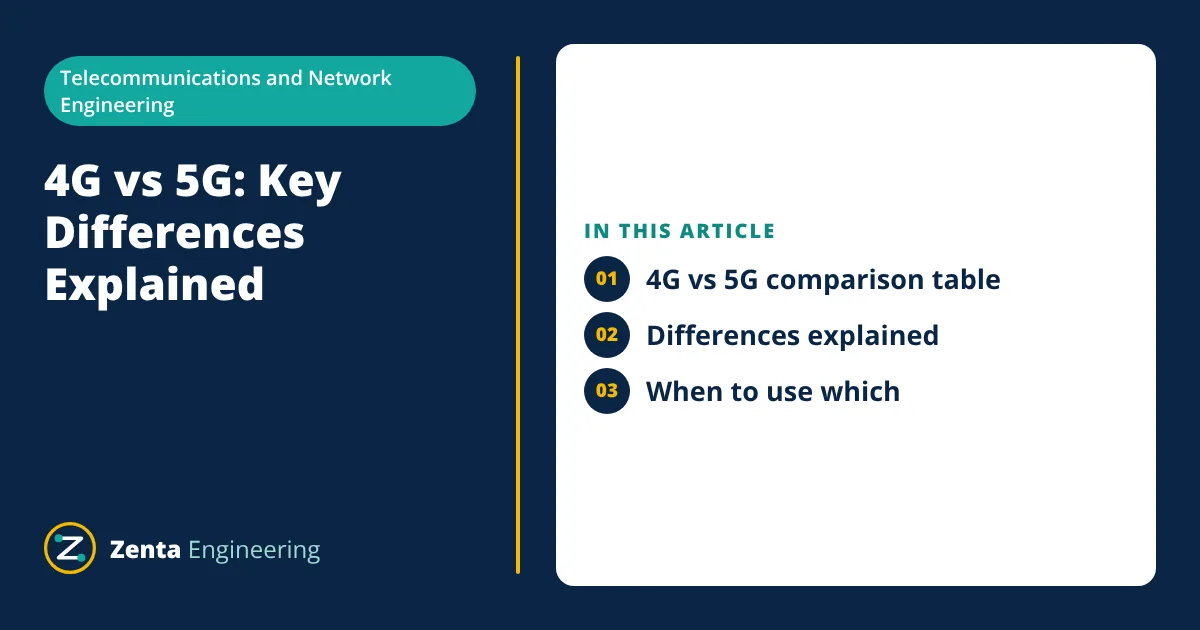 Telecommunications and Network
Engineering
4G vs 5G: Key
Differences
Explained
Zenta Engineering
IN THIS ARTICLE
01 4G vs 5G comparison table
02 Differences explained
03 When to use which